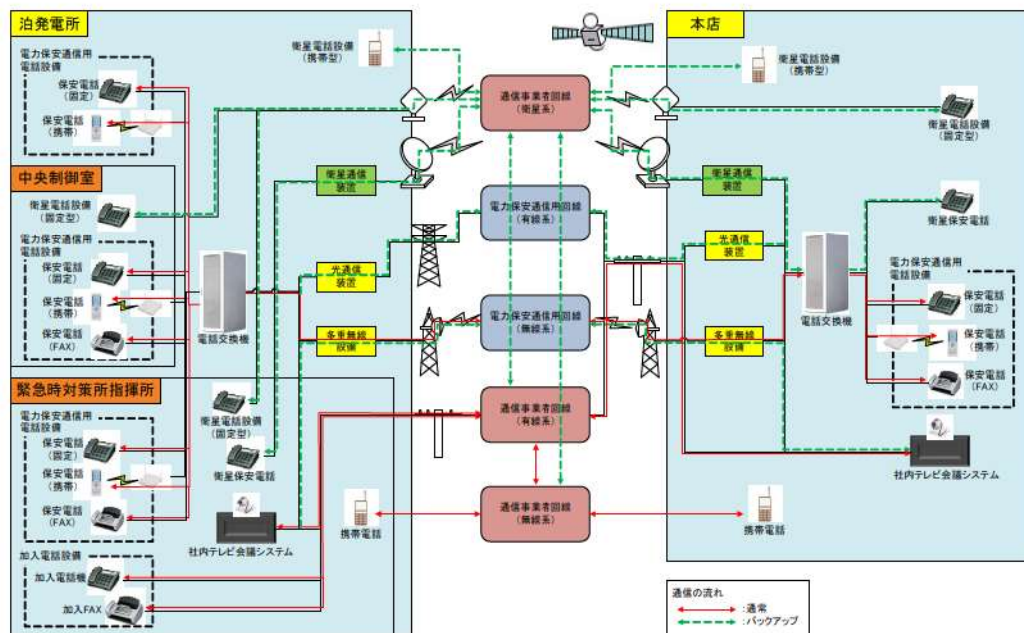 泊発電所
電力保安通信用
電話設備
保安電話
(固定)
保安電話
(携帯)
中央制御室
衛星電話設備
(固定型)
電力保安通信用
電話設備
保安電話
(固定)
保安電話
(携帯)
保安電話
(FAX)
電話交換機
緊急時対策所指揮所
電力保安通信用
電話設備
保安電話
(固定)
保安電話
(携帯)
保安電話
(FAX)
加入電話設備
加入電話機
加入FAX
衛星電話設備
(固定型)
衛星保安電話
社内テレビ会議システム
携帯電話
衛星電話設備
(携帯型)
衛星通信
装置
光通信
装置
多重無線
設備
通信事業者回線
(衛星系)
電力保安通信用回線
(有線系)
電力保安通信用回線
(無線系)
通信事業者回線
(有線系)
通信事業者回線
(無線系)
本店
衛星電話設備
(携帯型)
衛星電話設備
(固定型)
衛星通信
装置
衛星保安電話
光通信
装置
電話交換機
電力保安通信用
電話設備
保安電話
(固定)
保安電話
(携帯)
保安電話
(FAX)
多重無線
設備
社内テレビ会議システム
携帯電話
通信の流れ
:通常
:バックアップ